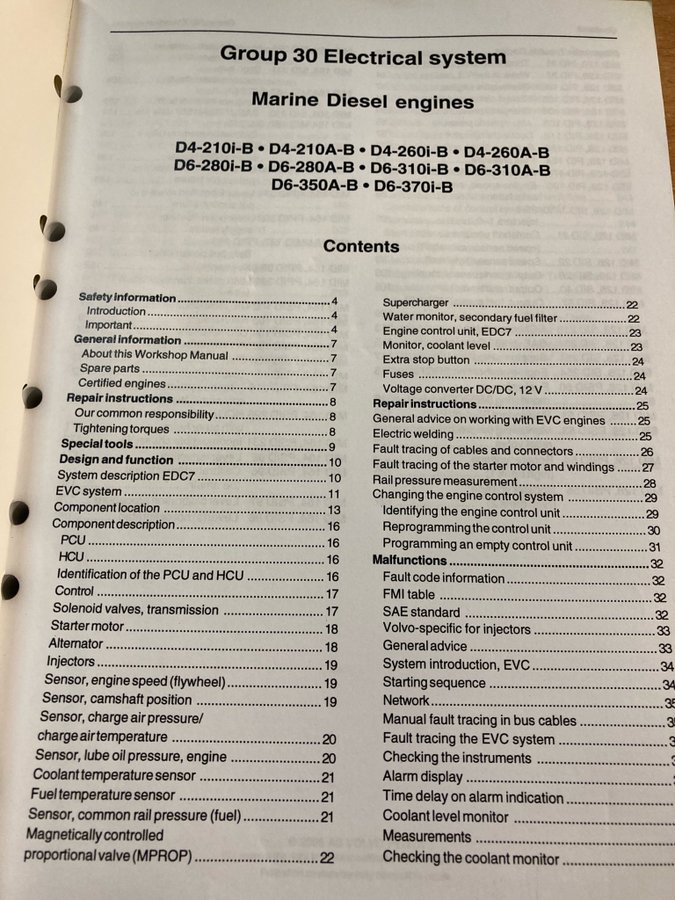 Group 30 Electrical system
Marine Diesel engines
D4-210i-B • D4-210A-B • D4-260i-B • D4-260A-B
D6-280i-B • D6-280A-B • D6-310i-B • D6-310A-B
D6-350A-B • D6-370i-B
Contents
Safety information ... 4
Introduction ... 4
Important ... 4
General information ... 7
About this Workshop Manual ... 7
Spare parts ... 7
Certified engines ... 7
Repair instructions ... 8
Our common responsibility ... 8
Tightening torques ... 8
Special tools ... 9
Design and function ... 10
System description EDC7 ... 10
EVC system ... 11
Component location ... 13
Component description ... 16
PCU ... 16
HCU ... 16
Identification of the PCU and HCU ... 16
Control ... 17
Solenoid valves, transmission ... 17
Starter motor ... 18
Alternator ... 18
Injectors ... 19
Sensor, engine speed (flywheel) ... 19
Sensor, camshaft position ... 19
Sensor, charge air pressure/
charge air temperature ... 20
Sensor, lube oil pressure, engine ... 20
Coolant temperature sensor ... 21
Fuel temperature sensor ... 21
Sensor, common rail pressure (fuel) ... 21
Magnetically controlled
proportional valve (MPROP) ... 22
Supercharger ... 22
Water monitor, secondary fuel filter ... 22
Engine control unit, EDC7 ... 23
Monitor, coolant level ... 23
Extra stop button ... 24
Fuses ... 24
Voltage converter DC/DC, 12 V ... 24
Repair instructions ... 25
General advice on working with EVC engines ... 25
Electric welding ... 25
Fault tracing of cables and connectors ... 26
Fault tracing of the starter motor and windings ... 27
Rail pressure measurement ... 28
Changing the engine control system ... 29
Identifying the engine control unit ... 29
Reprogramming the control unit ... 30
Programming an empty control unit ... 31
Malfunctions ... 32
Fault code information ... 32
FMI table ... 32
SAE standard ... 32
Volvo-specific for injectors ... 33
General advice ... 33
System introduction, EVC ... 34
Starting sequence ... 34
Network ...
Manual fault tracing in bus cables ...
Fault tracing the EVC system ...
Checking the instruments ...
Alarm display ...
Time delay on alarm indication ...
Coolant level monitor ...
Measurements ...
Checking the coolant monitor ...